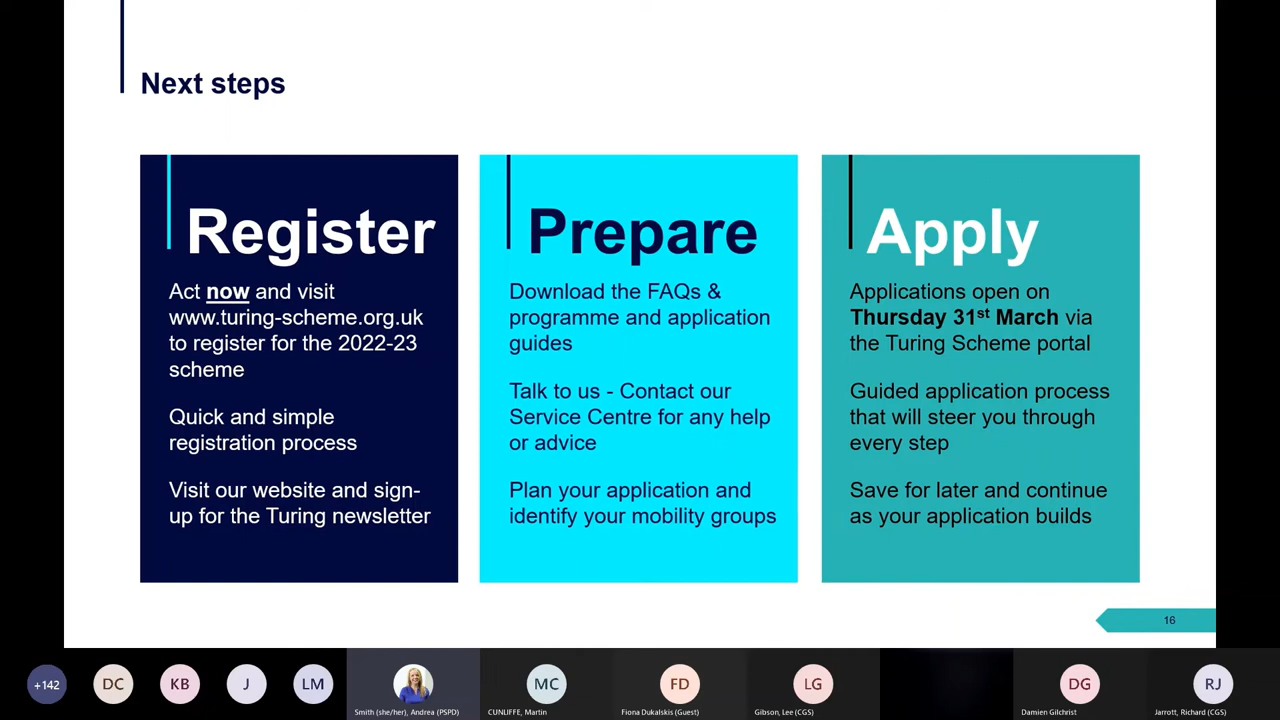 Next steps
Register
Act now and visit
www.turing-scheme.org.uk
to register for the 2022-23
scheme
Quick and simple
registration process
Visit our website and sign-
up for the Turing newsletter
Prepare
Download the FAQs &
programme and application
guides
Talk to us - Contact our
Service Centre for any help
or advice
Plan your application and
identify your mobility groups
Apply
Applications open on
Thursday 31st March via
the Turing Scheme portal
Guided application process
that will steer you through
every step
Save for later and continue
as your application builds
16
+142
DC
KB
J
LM
Smith (she/her), Andrea (PSPD)
MC
CUNLIFFE, Martin
FD
Fiona Dukalskis (Guest)
LG
Gibson, Lee (CGS)
DG
Damien Gilchrist
RJ
Jarrott, Richard (CGS)